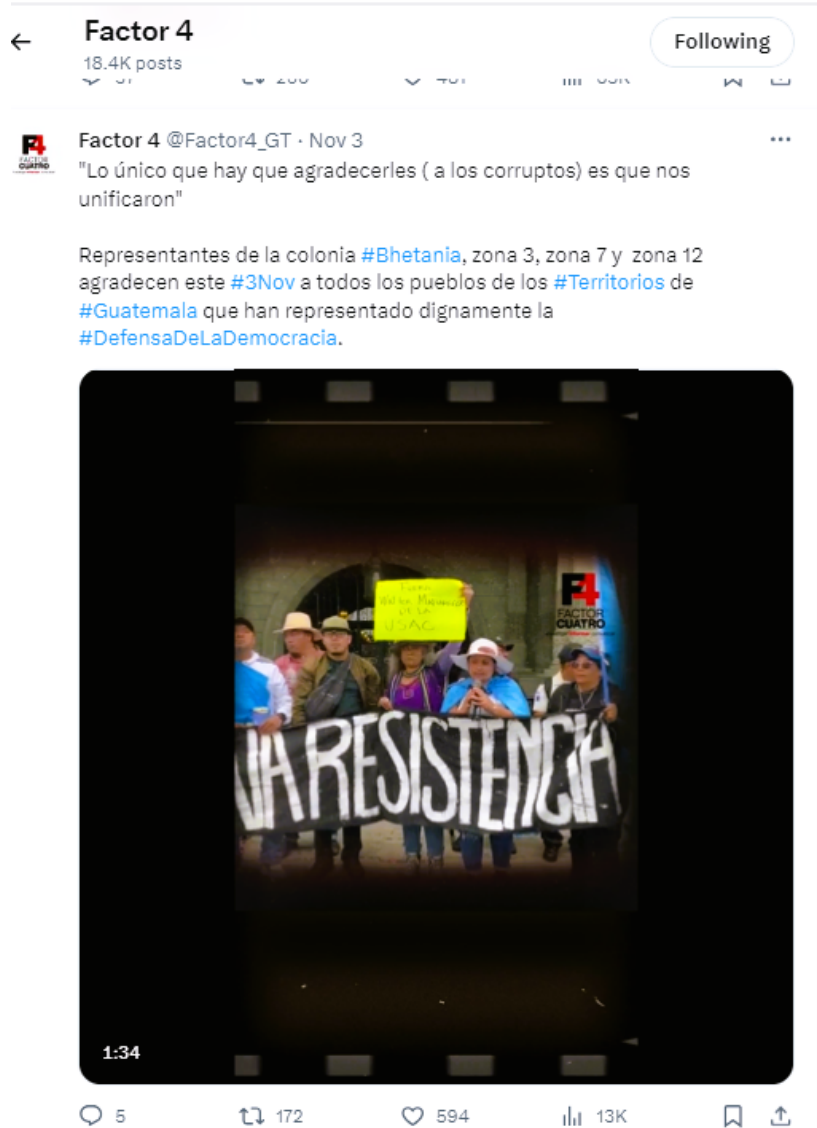 Factor 4
Following
18.4K posts
Factor 4 @Factor4_GT · Nov 3
"Lo único que hay que agradecerles ( a los corruptos) es que nos
unificaron"
Representantes de la colonia #Bhetania, zona 3, zona 7 y  zona 12
agradecen este #3Nov a todos los pueblos de los #Territorios de
#Guatemala que han representado dignamente la
#DefensaDeLaDemocracia.
DE LA
USAC
F4
FACTOR
CUATRO
RESISTENCIA
1:34
5
172
594
13K